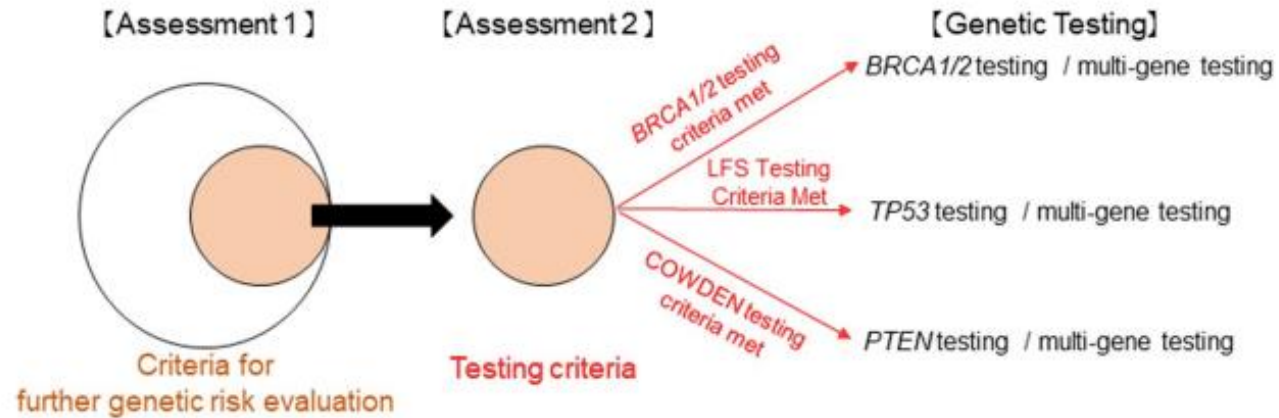 【Assessment 1】
【Assessment 2】
【Genetic Testing】
BRCA1/2 testing
criteria met
BRCA1/2 testing / multi-gene testing
LFS Testing
Criteria Met
TP53 testing / multi-gene testing
COWDEN testing
criteria met
PTEN testing / multi-gene testing
Criteria for
further genetic risk evaluation
Testing criteria